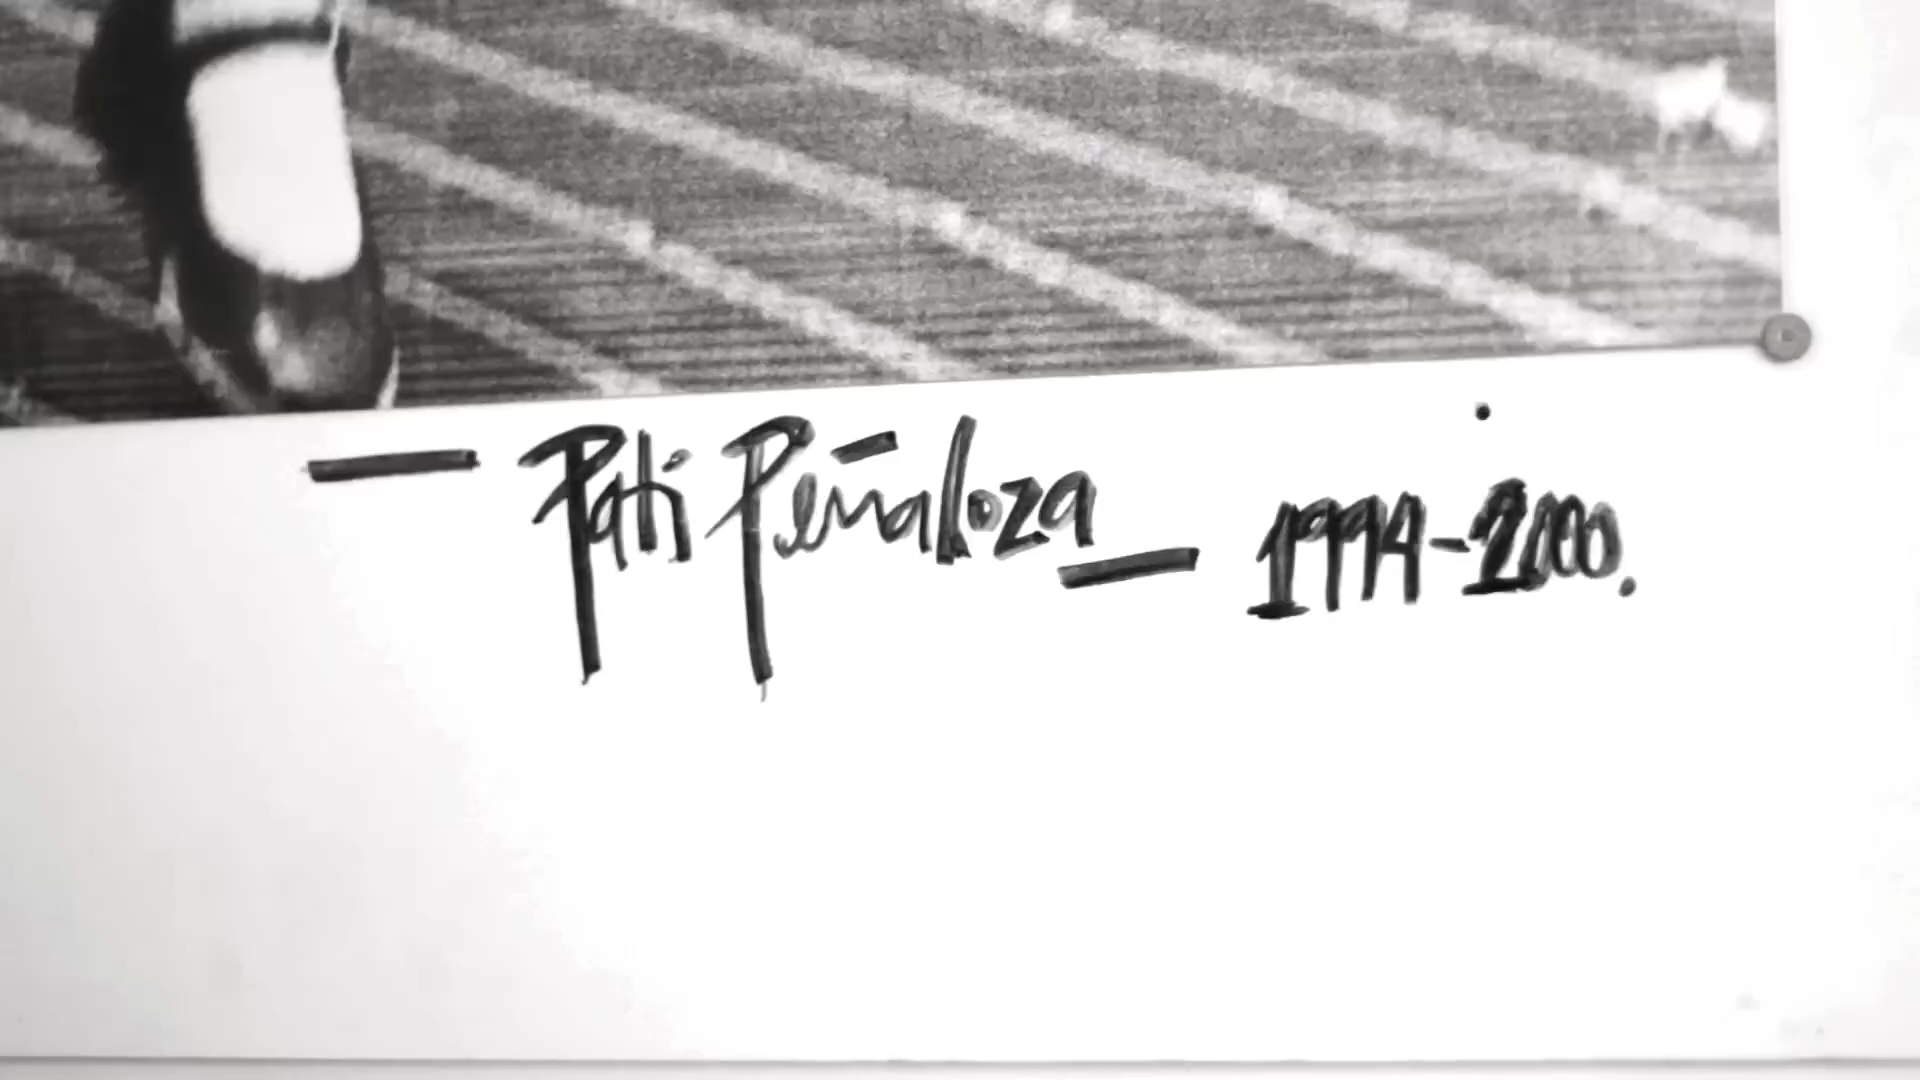 — Pati Peñaloza — 1994-2000.